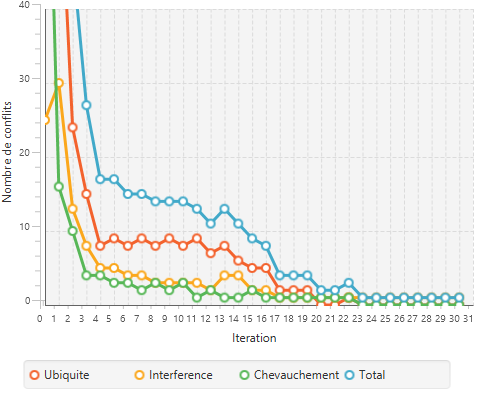 40
30
20
10
0
Nombre de conflits
0 1 2 3 4 5 6 7 8 9 10 11 12 13 14 15 16 17 18 19 20 21 22 23 24 25 26 27 28 29 30 31
Iteration
Ubiquite Interference Chevauchement Total